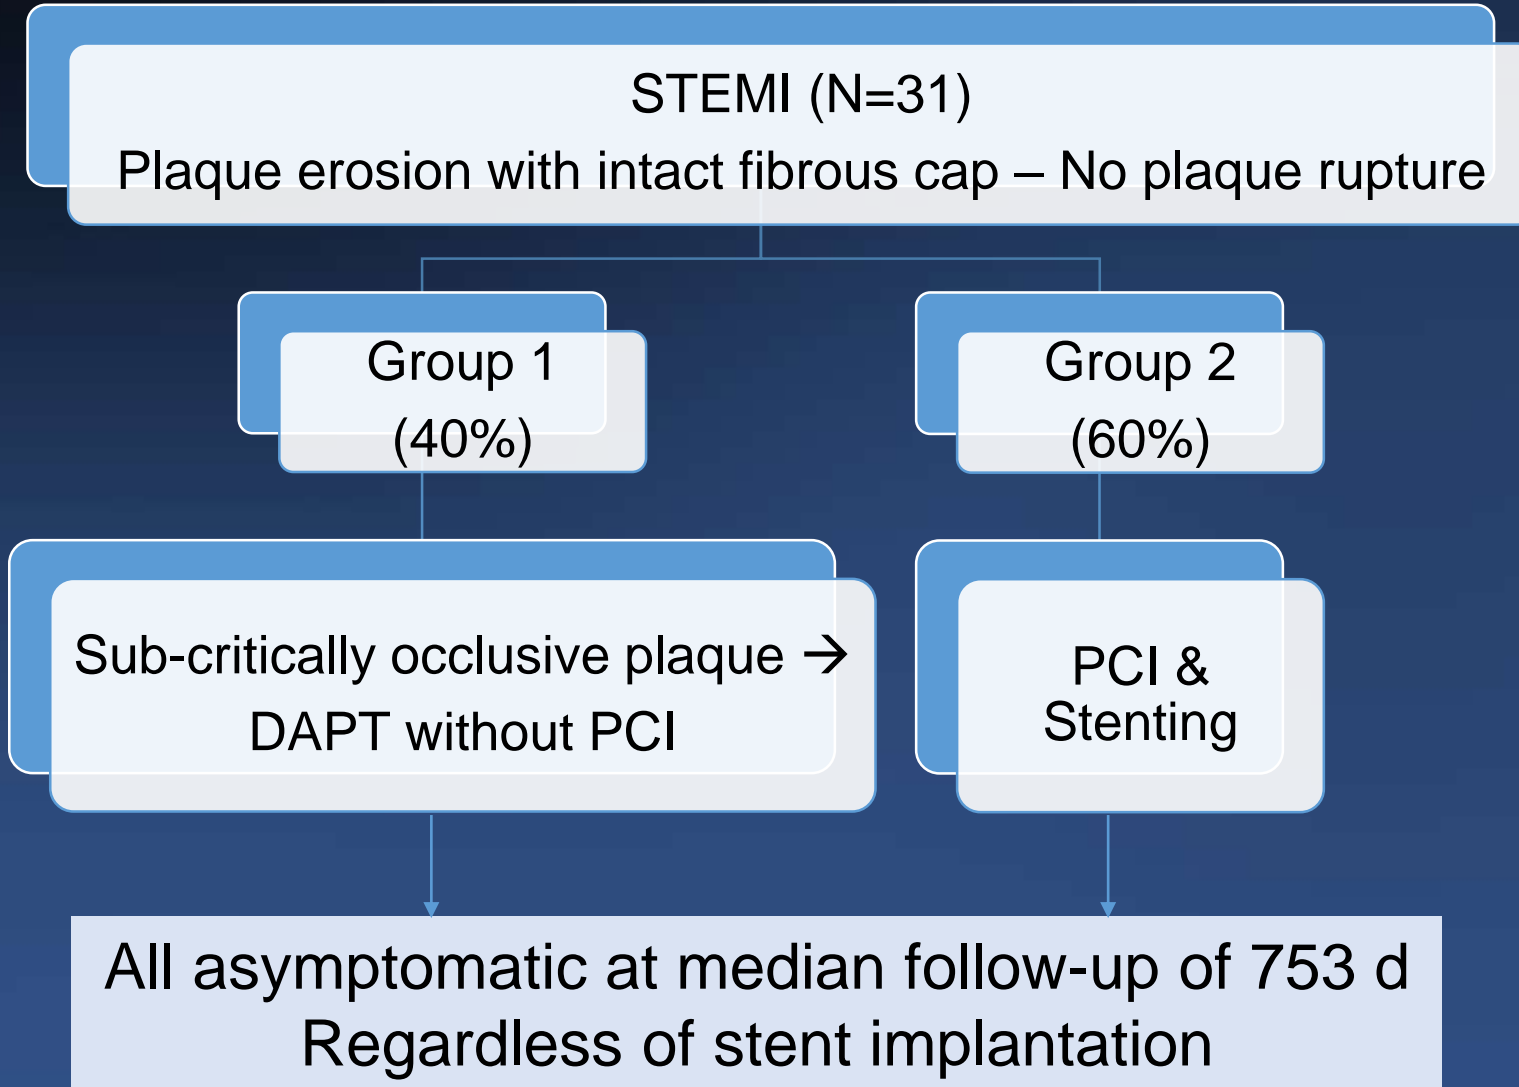 STEMI (N=31)
Plaque erosion with intact fibrous cap – No plaque rupture
Group 1
(40%)
Group 2
(60%)
Sub-critically occlusive plaque →
DAPT without PCI
PCI &
Stenting
All asymptomatic at median follow-up of 753 d
Regardless of stent implantation